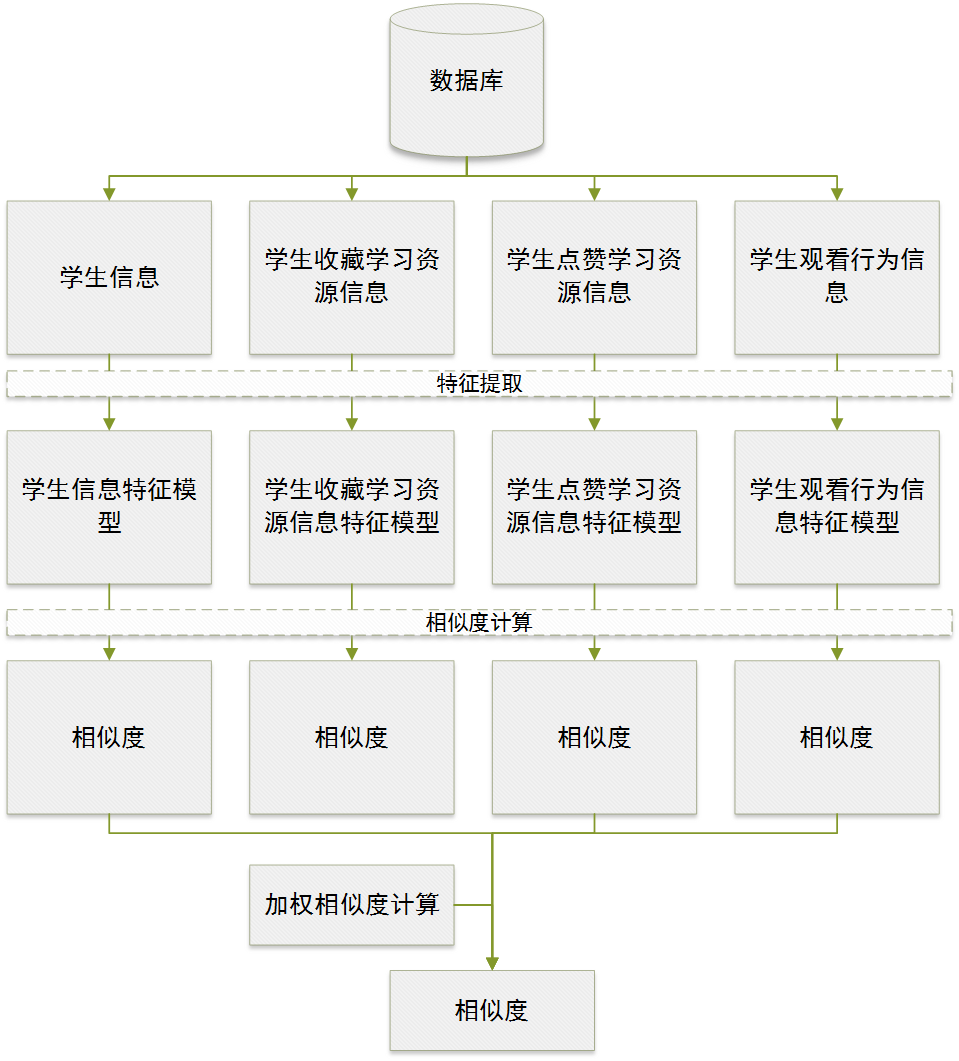 数据库
学生信息
学生收藏学习资
源信息
学生点赞学习资
源信息
学生观看行为信
息
特征提取
学生信息特征模
型
学生收藏学习资
源信息特征模型
学生点赞学习资
源信息特征模型
学生观看行为信
息特征模型
相似度计算
相似度
相似度
相似度
相似度
加权相似度计算
相似度